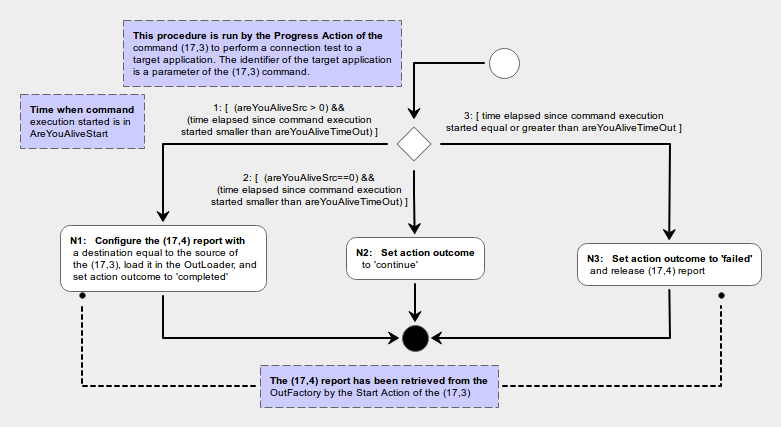 This procedure is run by the Progress Action of the
command (17,3) to perform a connection test to a
target application. The identifier of the target application
is a parameter of the (17,3) command.
Time when command
execution started is in
AreYouAliveStart
1: [  (areYouAliveSrc > 0) &&
(time elapsed since command execution
started smaller than areYouAliveTimeOut) ]
3: [ time elapsed since command execution
started equal or greater than areYouAliveTimeOut ]
2: [  (areYouAliveSrc==0) &&
(time elapsed since command execution
started smaller than areYouAliveTimeOut) ]
N1:   Configure the (17,4) report with
a destination equal to the source of
the (17,3), load it in the OutLoader, and
set action outcome to 'completed'
N2:   Set action outcome
to 'continue'
N3:   Set action outcome to 'failed'
and release (17,4) report
The (17,4) report has been retrieved from the
OutFactory by the Start Action of the (17,3)